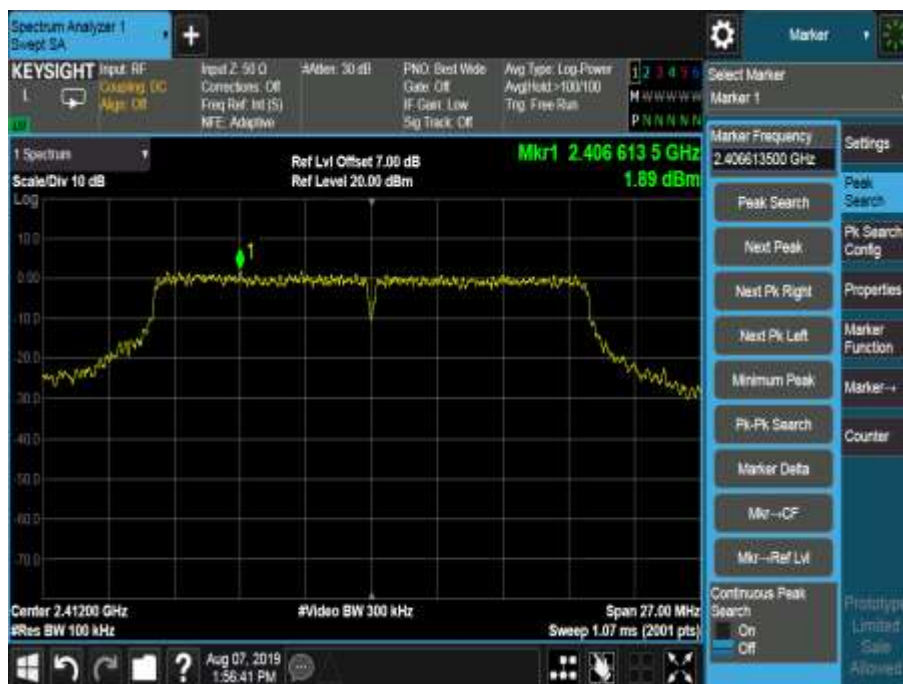 Spectrum Analyzer 1
Swept SA
+
Marker
KEYSIGHT
L
Input: RF
Coupling: DC
Align: Off
Input Z: 50 Ω
Corrections: Off
Freq Ref: Int (S)
NFE: Adaptive
#Atten: 30 dB
PNO: Best Wide
Gate: Off
IF Gain: Low
Sig Track: Off
Avg Type: Log-Power
Avg|Hold:>100/100
Trig: Free Run
1 2 3 4 5 6
M W W W W W
P N N N N N
Select Marker
Marker 1
1 Spectrum
Scale/Div 10 dB
Log
Ref Lvl Offset 7.00 dB
Ref Level 20.00 dBm
Mkr1 2.406 613 5 GHz
1.89 dBm
1
10.0
0.00
-10.0
-20.0
-30.0
-40.0
-50.0
-60.0
-70.0
Center 2.41200 GHz
#Res BW 100 kHz
#Video BW 300 kHz
Span 27.00 MHz
Sweep 1.07 ms (2001 pts)
Marker Frequency
2.406613500 GHz
Peak Search
Next Peak
Next Pk Right
Next Pk Left
Minimum Peak
Pk-Pk Search
Marker Delta
Mkr→CF
Mkr→Ref Lvl
Continuous Peak
Search
On
Off
Settings
Peak
Search
Pk Search
Config
Properties
Marker
Function
Marker→
Counter
Prototype
Limited
Sale
Allowed
?
Aug 07, 2019
1:56:41 PM